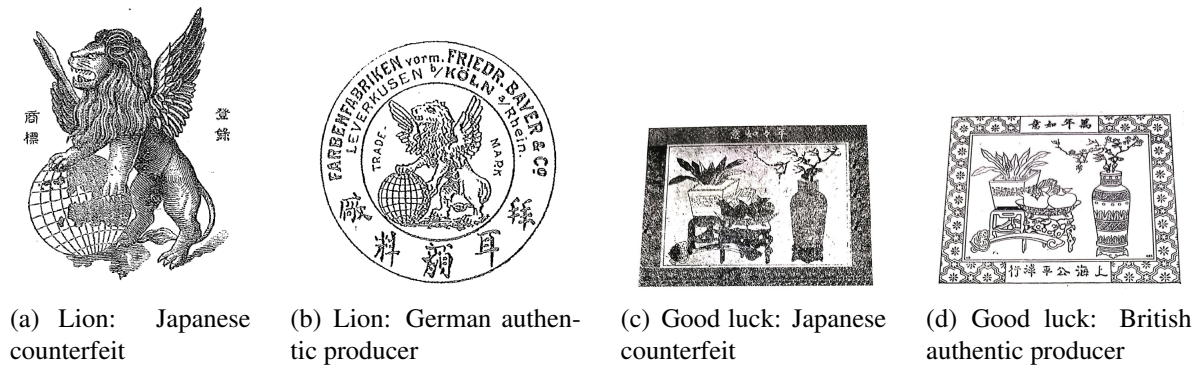 登錄
商標
FARBENFABRIKEN vorm. FRIEDR. BAYER & Co.
LEVERKUSEN b/KÖLN a/Rhein.
TRADE-
MARK
拜耳顏料廠
萬年如意
上海公平洋行
(a) Lion: Japanese
counterfeit
(b) Lion: German authen-
tic producer
(c) Good luck: Japanese
counterfeit
(d) Good luck: British
authentic producer